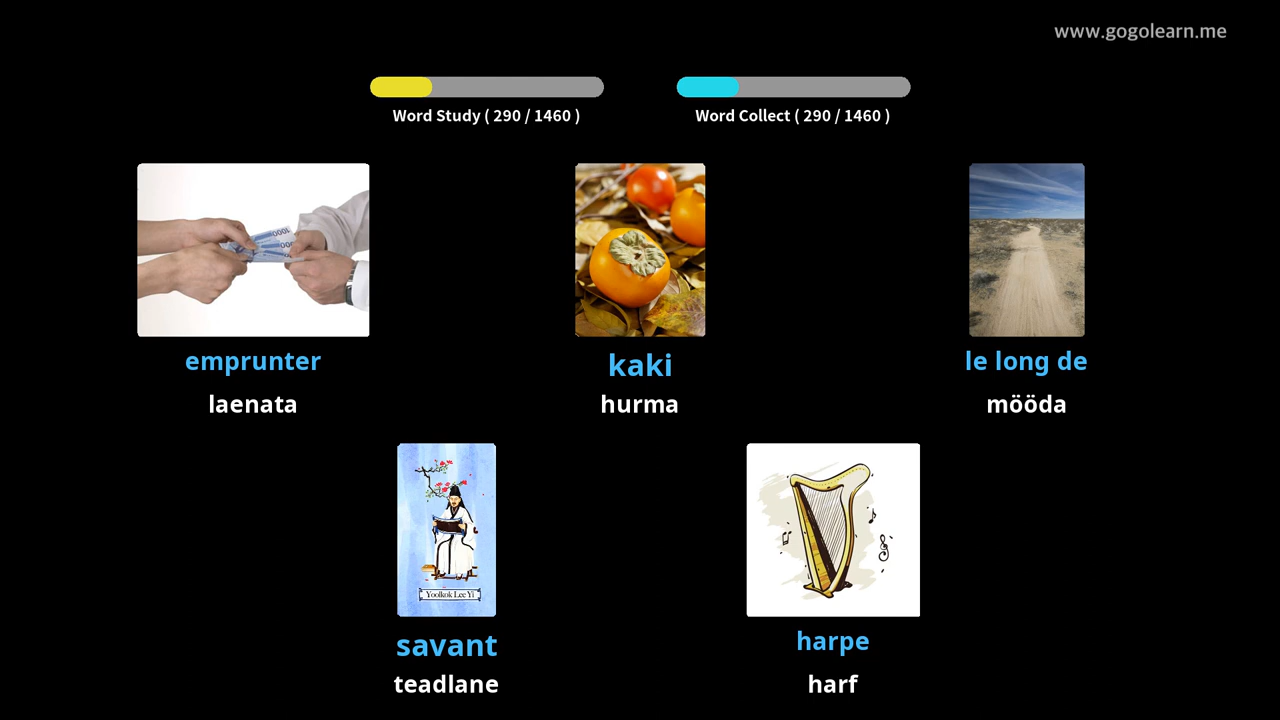 www.gogolearn.me
Word Study ( 290 / 1460 )
Word Collect ( 290 / 1460 )
emprunter
laenata
kaki
hurma
le long de
mööda
Yoolkok Lee Yi
savant
teadlane
harpe
harf